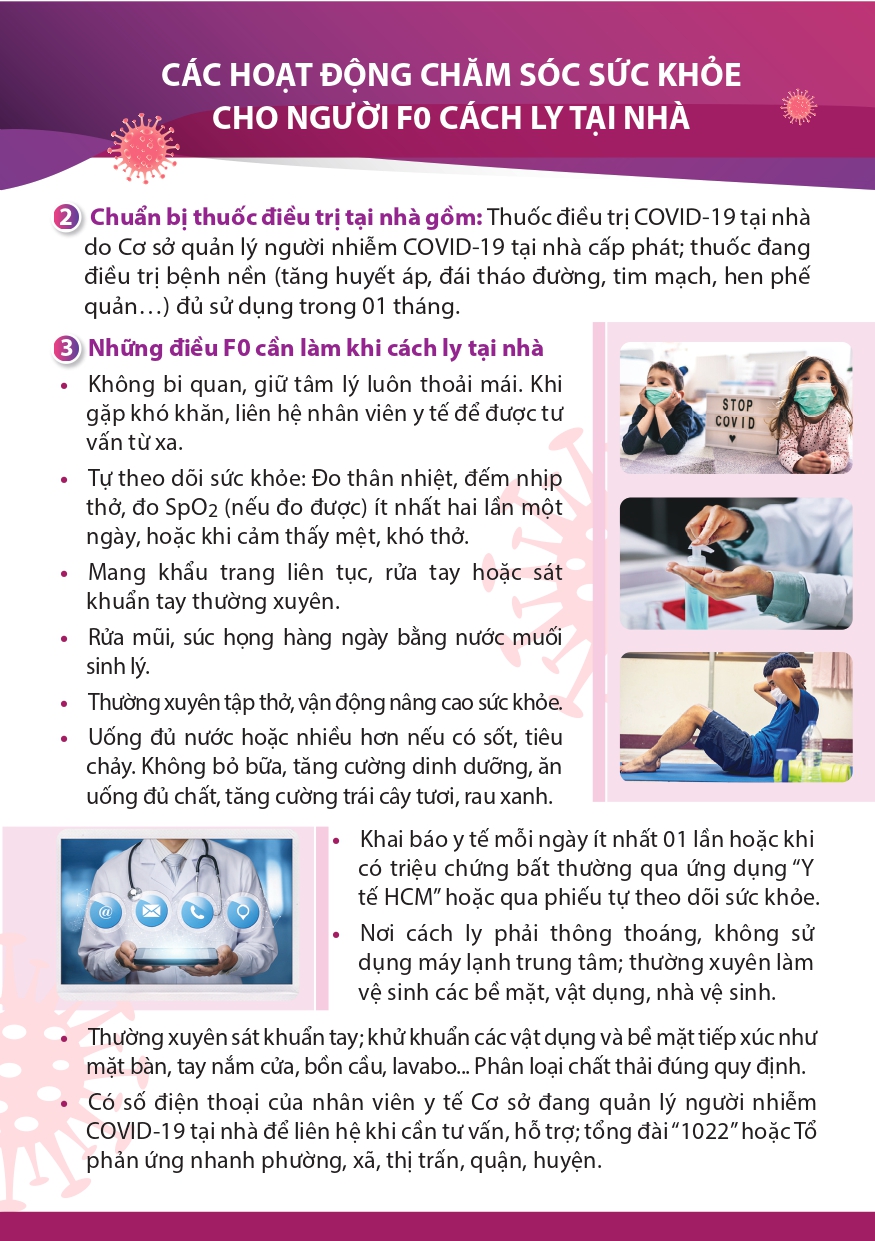 CÁC HOẠT ĐỘNG CHĂM SÓC SỨC KHỎE
CHO NGƯỜI F0 CÁCH LY TẠI NHÀ
2 Chuẩn bị thuốc điều trị tại nhà gồm: Thuốc điều trị COVID-19 tại nhà
do Cơ sở quản lý người nhiễm COVID-19 tại nhà cấp phát; thuốc đang
điều trị bệnh nền (tăng huyết áp, đái tháo đường, tim mạch, hen phế
quản…) đủ sử dụng trong 01 tháng.
3 Những điều F0 cần làm khi cách ly tại nhà
• Không bi quan, giữ tâm lý luôn thoải mái. Khi
gặp khó khăn, liên hệ nhân viên y tế để được tư
vấn từ xa.
• Tự theo dõi sức khỏe: Đo thân nhiệt, đếm nhịp
thở, đo SpO2 (nếu đo được) ít nhất hai lần một
ngày, hoặc khi cảm thấy mệt, khó thở.
• Mang khẩu trang liên tục, rửa tay hoặc sát
khuẩn tay thường xuyên.
• Rửa mũi, súc họng hàng ngày bằng nước muối
sinh lý.
• Thường xuyên tập thở, vận động nâng cao sức khỏe.
• Uống đủ nước hoặc nhiều hơn nếu có sốt, tiêu
chảy. Không bỏ bữa, tăng cường dinh dưỡng, ăn
uống đủ chất, tăng cường trái cây tươi, rau xanh.
STOP
COVID
♥
@
• Khai báo y tế mỗi ngày ít nhất 01 lần hoặc khi
có triệu chứng bất thường qua ứng dụng “Y
tế HCM” hoặc qua phiếu tự theo dõi sức khỏe.
• Nơi cách ly phải thông thoáng, không sử
dụng máy lạnh trung tâm; thường xuyên làm
vệ sinh các bề mặt, vật dụng, nhà vệ sinh.
• Thường xuyên sát khuẩn tay; khử khuẩn các vật dụng và bề mặt tiếp xúc như
mặt bàn, tay nắm cửa, bồn cầu, lavabo... Phân loại chất thải đúng quy định.
• Có số điện thoại của nhân viên y tế Cơ sở đang quản lý người nhiễm
COVID-19 tại nhà để liên hệ khi cần tư vấn, hỗ trợ; tổng đài “1022” hoặc Tổ
phản ứng nhanh phường, xã, thị trấn, quận, huyện.